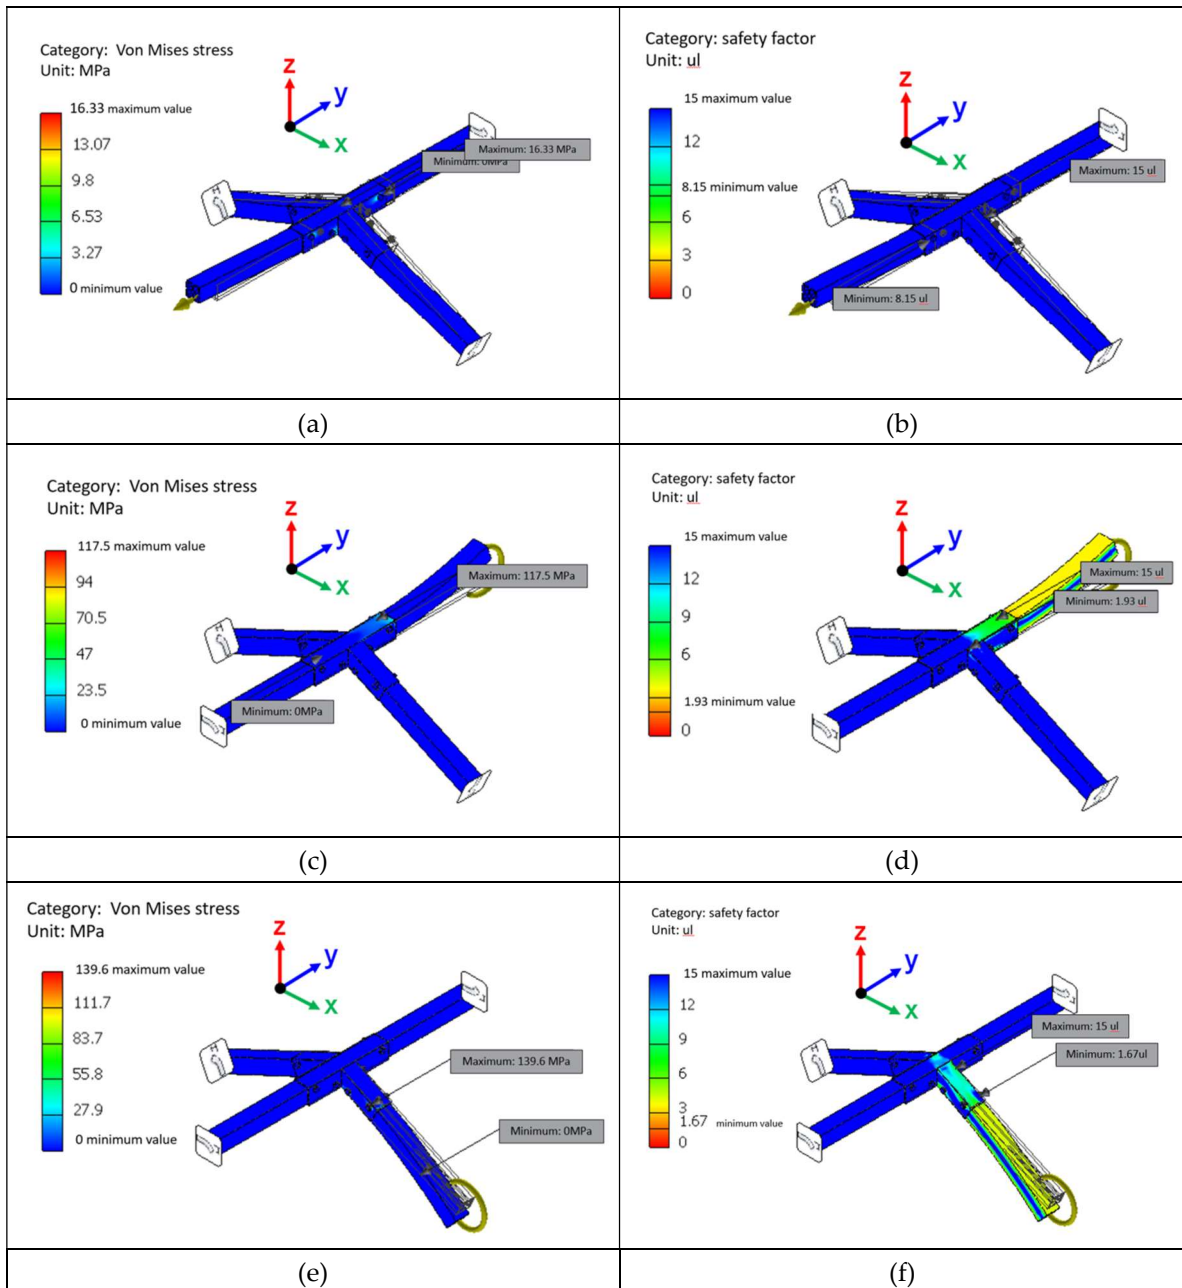 Category: Von Mises stress
Unit: MPa
16.33 maximum value
13.07
9.8
6.53
3.27
0 minimum value
z
y
x
Maximum: 16.33 MPa
Minimum: 0MPa
H
Category: safety factor
Unit: ul
15 maximum value
12
8.15 minimum value
6
3
0
z
y
x
Maximum: 15 ul
Minimum: 8.15 ul
H
(a)
(b)
Category: Von Mises stress
Unit: MPa
117.5 maximum value
94
70.5
47
23.5
0 minimum value
z
y
x
Maximum: 117.5 MPa
Minimum: 0MPa
H
Category: safety factor
Unit: ul
15 maximum value
12
9
6
1.93 minimum value
0
z
y
x
Maximum: 15 ul
Minimum: 1.93 ul
H
(c)
(d)
Category: Von Mises stress
Unit: MPa
139.6 maximum value
111.7
83.7
55.8
27.9
0 minimum value
z
y
x
Maximum: 139.6 MPa
Minimum: 0MPa
H
Category: safety factor
Unit: ul
15 maximum value
12
9
6
3
1.67 minimum value
0
z
y
x
Maximum: 15 ul
Minimum: 1.67ul
H
(e)
(f)